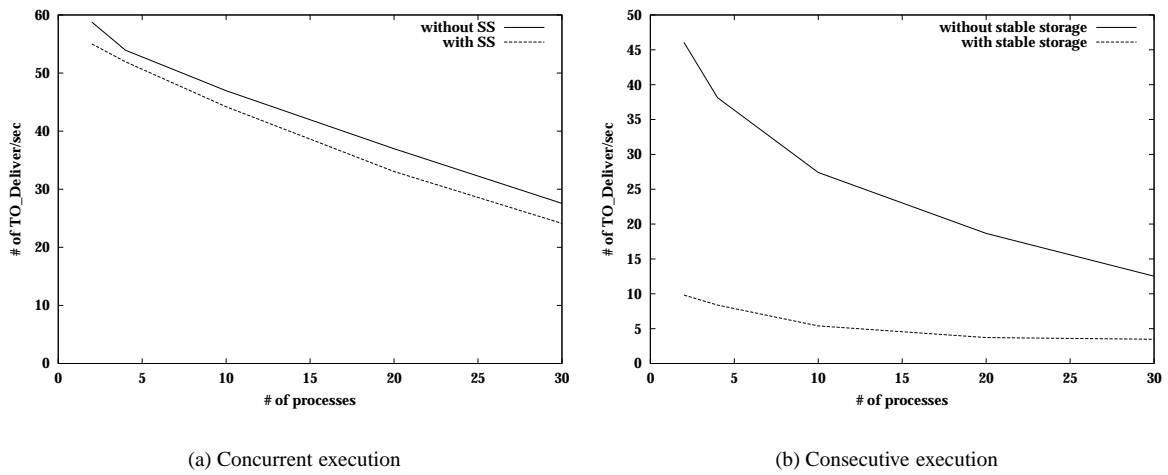 60
50
40
30
20
10
0
# of TO_Deliver/sec
without SS
with SS
0 5 10 15 20 25 30
# of processes
(a) Concurrent execution
50
45
40
35
30
25
20
15
10
5
0
# of TO_Deliver/sec
without stable storage
with stable storage
0 5 10 15 20 25 30
# of processes
(b) Consecutive execution